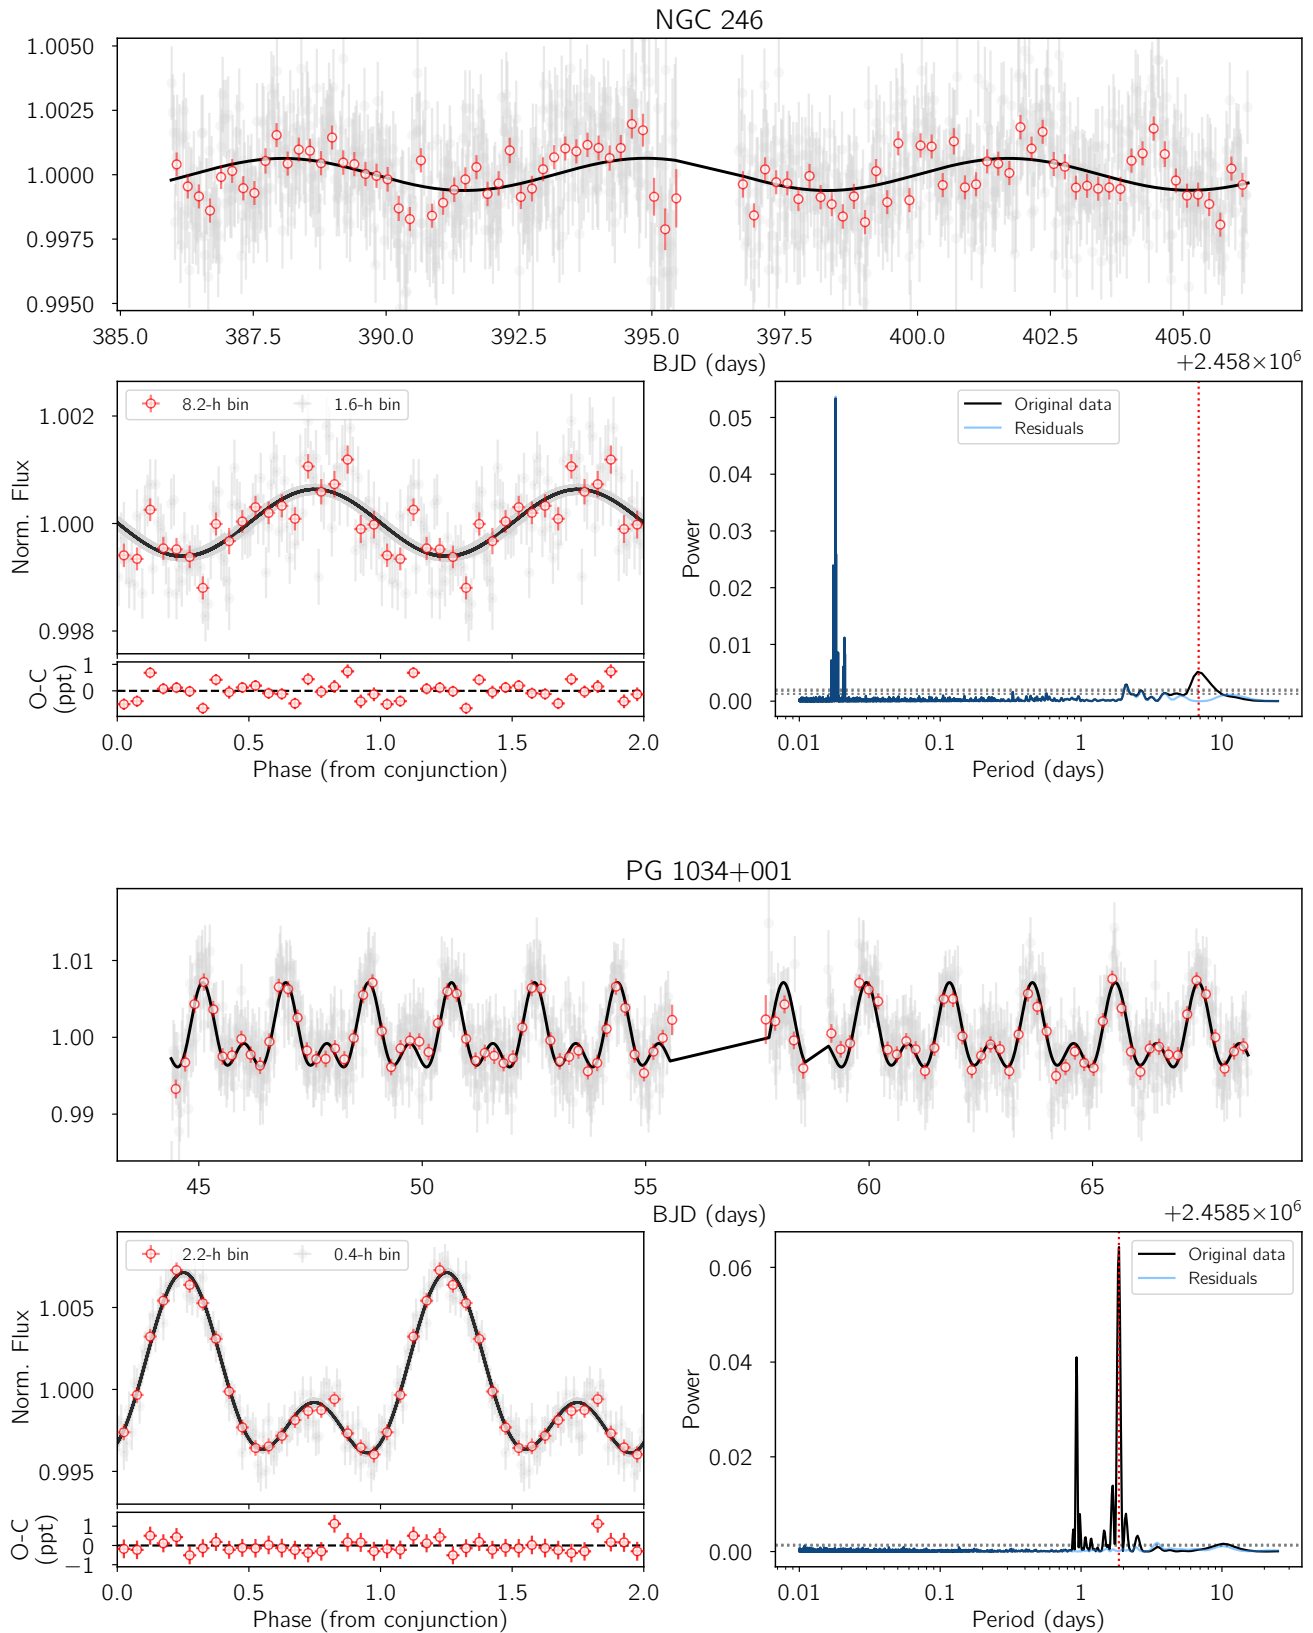 NGC 246
1.0050
1.0025
1.0000
0.9975
0.9950
385.0 387.5 390.0 392.5 395.0 397.5 400.0 402.5 405.0
BJD (days)
+2.458×10⁶
8.2-h bin 1.6-h bin
1.002
1.000
0.998
Norm. Flux
1
0
O-C
(ppt)
0.0 0.5 1.0 1.5 2.0
Phase (from conjunction)
Original data
Residuals
0.05
0.04
0.03
0.02
0.01
0.00
Power
0.01 0.1 1 10
Period (days)
PG 1034+001
1.01
1.00
0.99
45 50 55 60 65
BJD (days)
+2.4585×10⁶
2.2-h bin 0.4-h bin
1.005
1.000
0.995
Norm. Flux
1
0
−1
O-C
(ppt)
0.0 0.5 1.0 1.5 2.0
Phase (from conjunction)
Original data
Residuals
0.06
0.04
0.02
0.00
Power
0.01 0.1 1 10
Period (days)